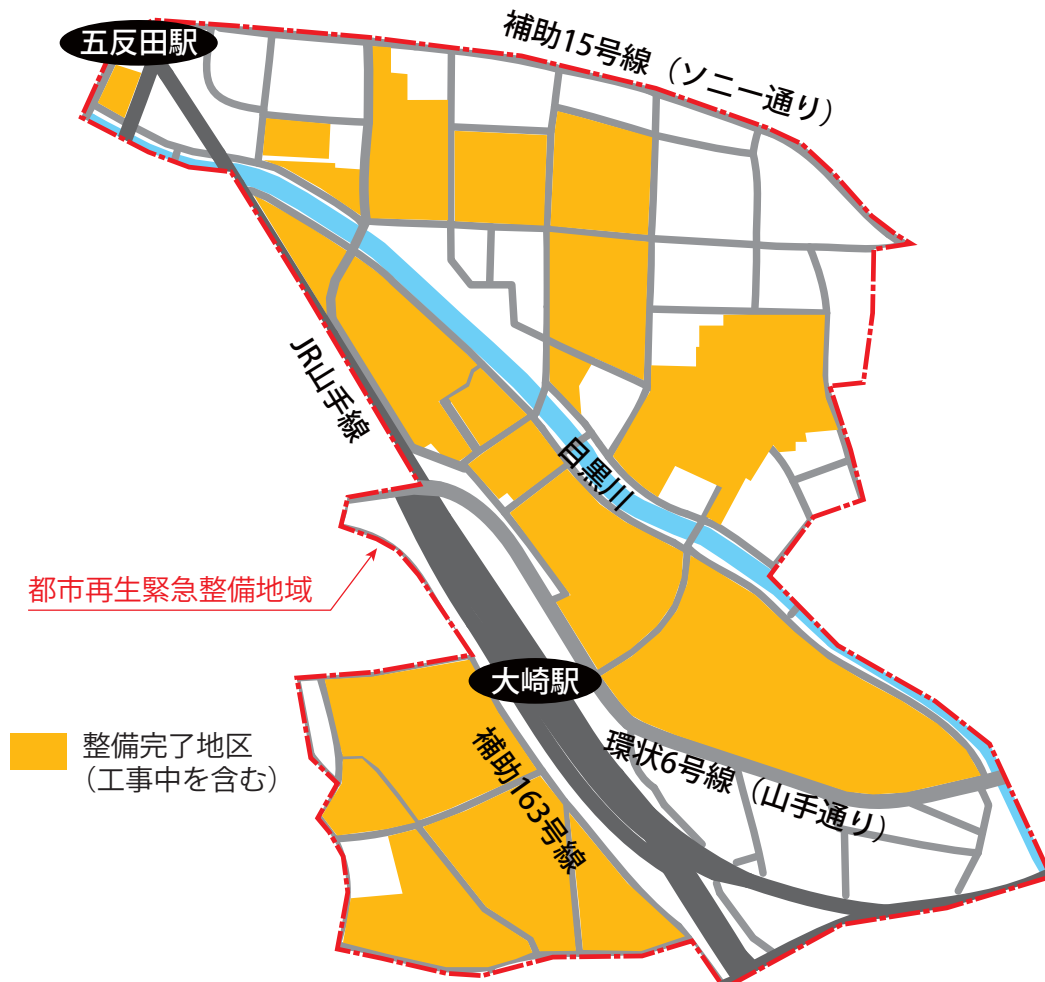 五反田駅
補助15号線（ソニー通り）
JR山手線
目黒川
都市再生緊急整備地域
大崎駅
整備完了地区
（工事中を含む）
補助163号線
環状6号線（山手通り）